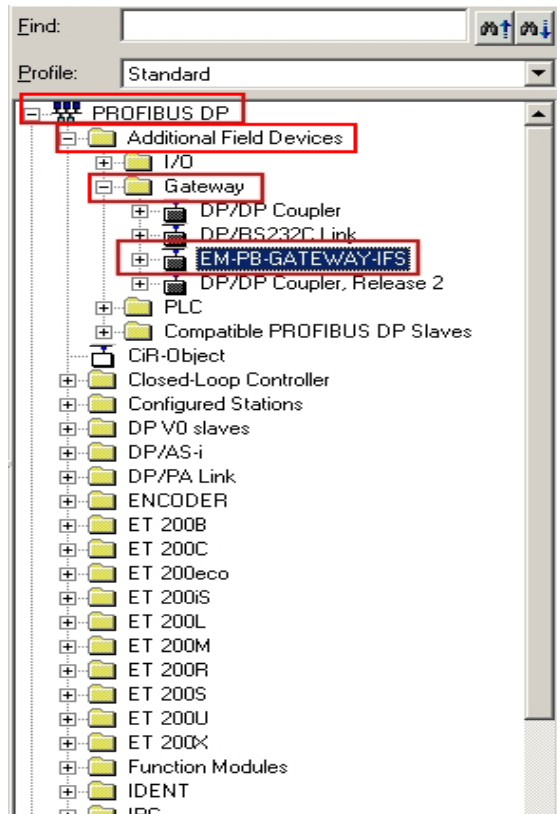 Find:
Profile: Standard
PROFIBUS DP
Additional Field Devices
I/O
Gateway
DP/DP Coupler
DP/RS232C Link
EM-PB-GATEWAY-IFS
DP/DP Coupler, Release 2
PLC
Compatible PROFIBUS DP Slaves
CiR-Object
Closed-Loop Controller
Configured Stations
DP V0 slaves
DP/AS-i
DP/PA Link
ENCODER
ET 200B
ET 200C
ET 200eco
ET 200iS
ET 200L
ET 200M
ET 200R
ET 200S
ET 200U
ET 200X
Function Modules
IDENT